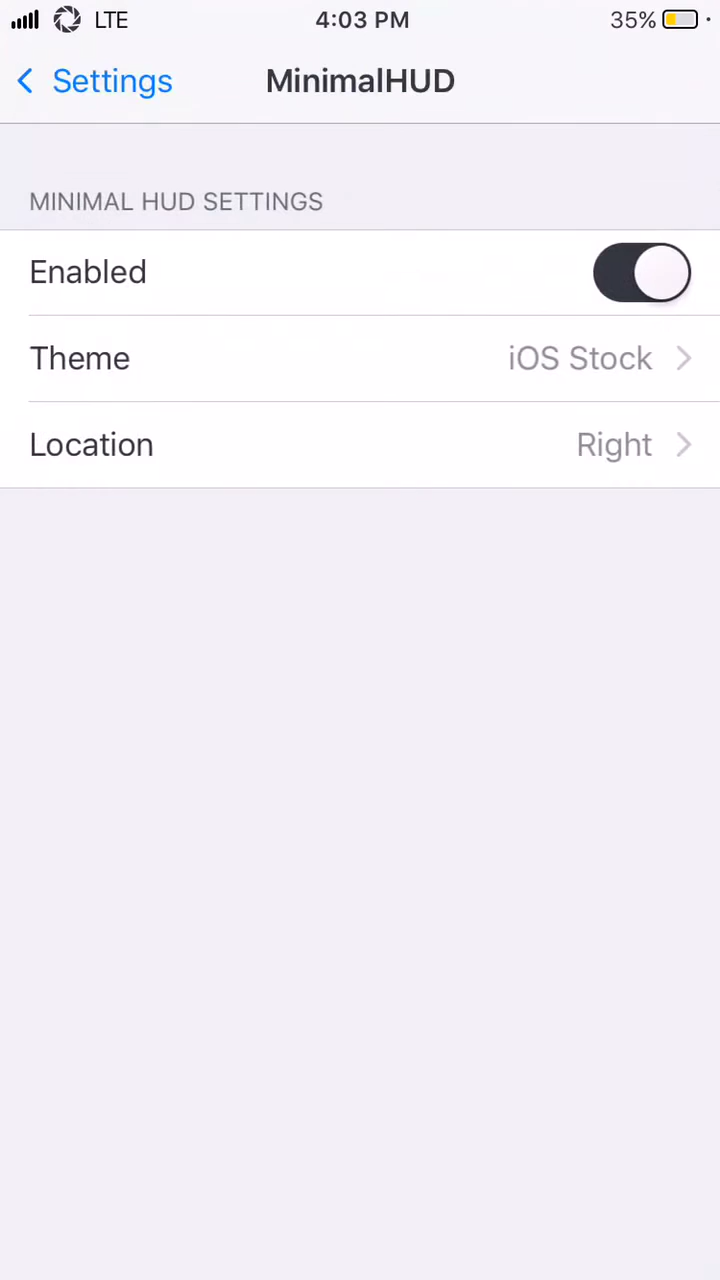 LTE 4:03 PM 35%
Settings MinimalHUD
MINIMAL HUD SETTINGS
Enabled
Theme iOS Stock
Location Right